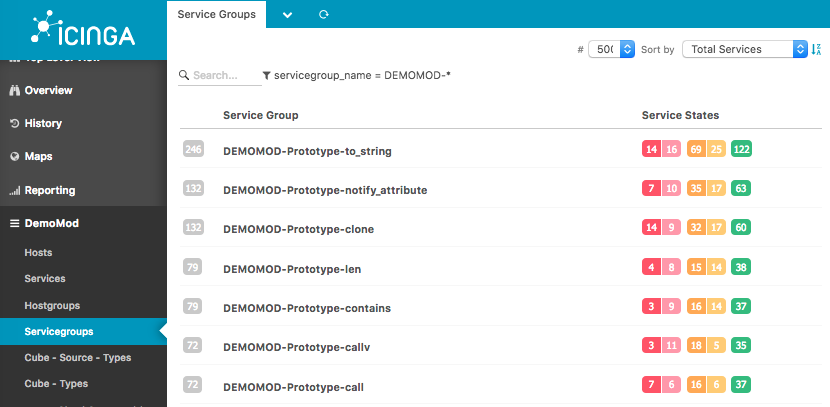 icinga
Service Groups
# 500 Sort by Total Services
Search... servicegroup_name = DEMOMOD-*
Top Level View
Overview
History
Maps
Reporting
DemoMod
Hosts
Services
Hostgroups
Servicegroups
Cube - Source - Types
Cube - Types
Service Group Service States
246 DEMOMOD-Prototype-to_string 14 16 69 25 122
132 DEMOMOD-Prototype-notify_attribute 7 10 35 17 63
132 DEMOMOD-Prototype-clone 14 9 32 17 60
79 DEMOMOD-Prototype-len 4 8 15 14 38
79 DEMOMOD-Prototype-contains 3 9 16 14 37
72 DEMOMOD-Prototype-callv 3 11 18 5 35
72 DEMOMOD-Prototype-call 7 6 16 6 37